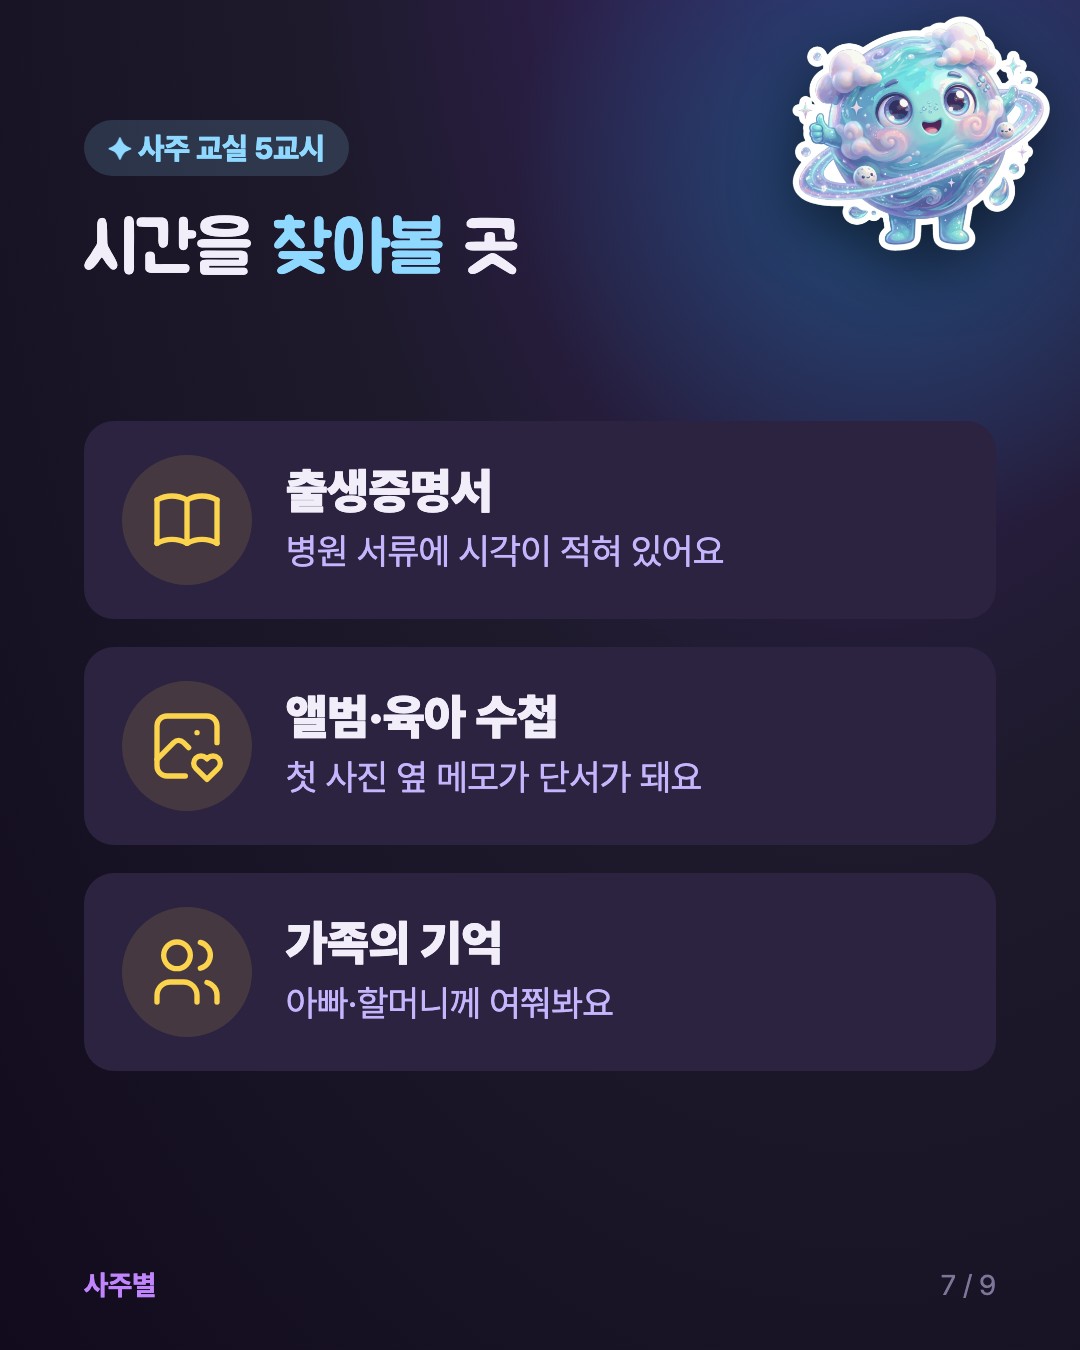 ✦ 사주 교실 5교시
시간을 찾아볼 곳
출생증명서
병원 서류에 시각이 적혀 있어요
앨범·육아 수첩
첫 사진 옆 메모가 단서가 돼요
가족의 기억
아빠·할머니께 여쭤봐요
사주별
7 / 9